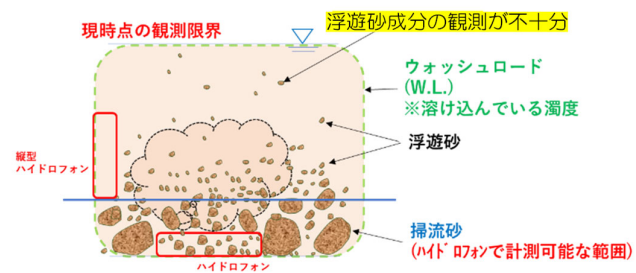 現時点の観測限界
浮遊砂成分の観測が不十分
ウォッシュロード
(W.L.)
※溶け込んでいる濁度
浮遊砂
縦型
ハイドロフォン
掃流砂
(ﾊｲﾄﾞﾛﾌｫﾝで計測可能な範囲)
ハイドロフォン